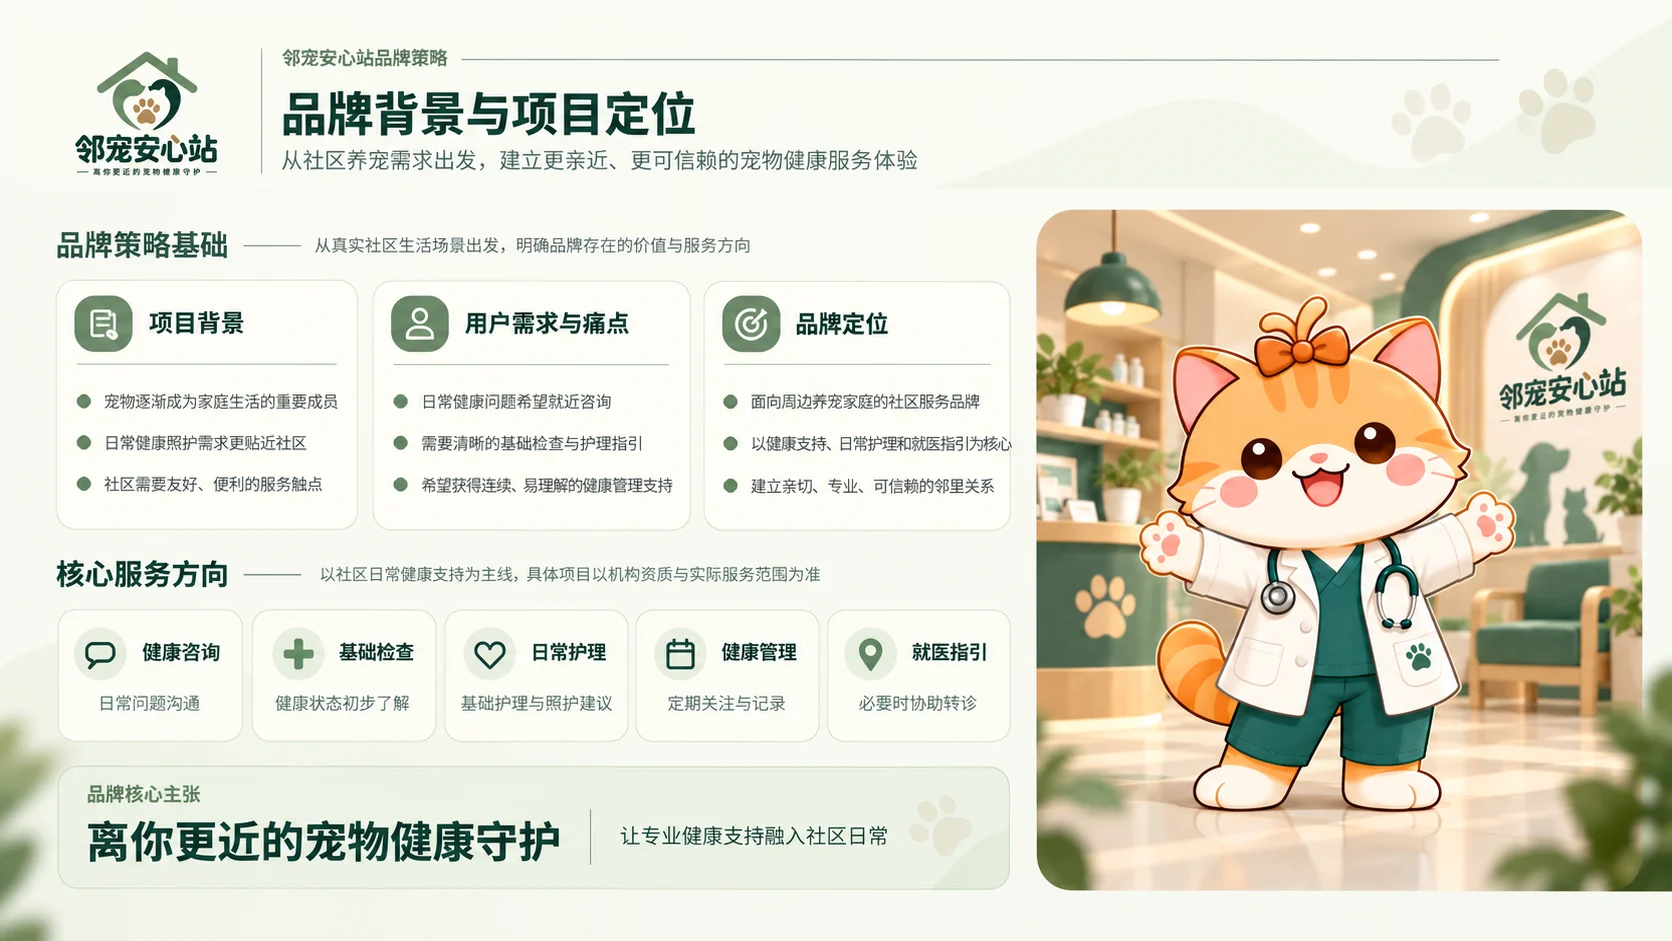 邻宠安心站
离你更近的宠物健康守护
邻宠安心站品牌策略
品牌背景与项目定位
从社区养宠需求出发，建立更亲近、更可信赖的宠物健康服务体验
品牌策略基础
从真实社区生活场景出发，明确品牌存在的价值与服务方向
项目背景
宠物逐渐成为家庭生活的重要成员
日常健康照护需求更贴近社区
社区需要友好、便利的服务触点
用户需求与痛点
日常健康问题希望就近咨询
需要清晰的基础检查与护理指引
希望获得连续、易理解的健康管理支持
品牌定位
面向周边养宠家庭的社区服务品牌
以健康支持、日常护理和就医指引为核心
建立亲切、专业、可信赖的邻里关系
核心服务方向
以社区日常健康支持为主线，具体项目以机构资质与实际服务范围为准
健康咨询
日常问题沟通
基础检查
健康状态初步了解
日常护理
基础护理与照护建议
健康管理
定期关注与记录
就医指引
必要时协助转诊
品牌核心主张
离你更近的宠物健康守护
让专业健康支持融入社区日常
邻宠安心站
离你更近的宠物健康守护